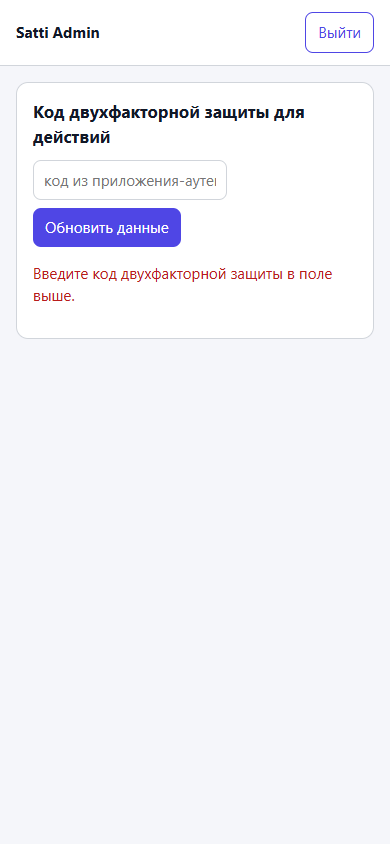 Satti Admin
Выйти
Код двухфакторной защиты для
действий
код из приложения-аутен
Обновить данные
Введите код двухфакторной защиты в поле
выше.